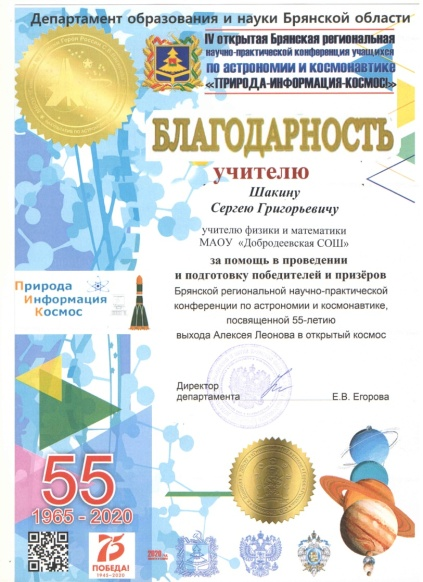 Департамент образования и науки Брянской области
IV открытая Брянская региональная
научно-практическая конференция учащихся
по астрономии и космонавтике
«ПРИРОДА-ИНФОРМАЦИЯ-КОСМОС!»
БЛАГОДАРНОСТЬ
учителю
Шакину
Сергею Григорьевичу
учителю физики и математики
МАОУ «Добродеевская СОШ»
за помощь в проведении
и подготовку победителей и призёров
Брянской региональной научно-практической
конференции по астрономии и космонавтике,
посвященной 55-летию
выхода Алексея Леонова в открытый космос
Природа
Информация
Космос
Директор
департамента
Е.В. Егорова
55
1965 - 2020
75
ПОБЕДА!
1945-2020